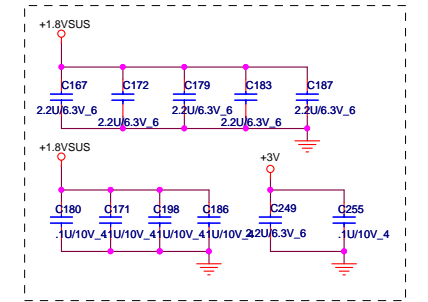 +1.8VSUS
C167 C172 C179 C183 C187
2.2U/6.3V_6 2.2U/6.3V_6 2.2U/6.3V_6 2.2U/6.3V_6 2.2U/6.3V_6
+1.8VSUS
+3V
C180 C171 C198 C186 C249 C255
.1U/10V_4 .1U/10V_4 .1U/10V_4 .1U/10V_4 2.2U/6.3V_6 .1U/10V_4